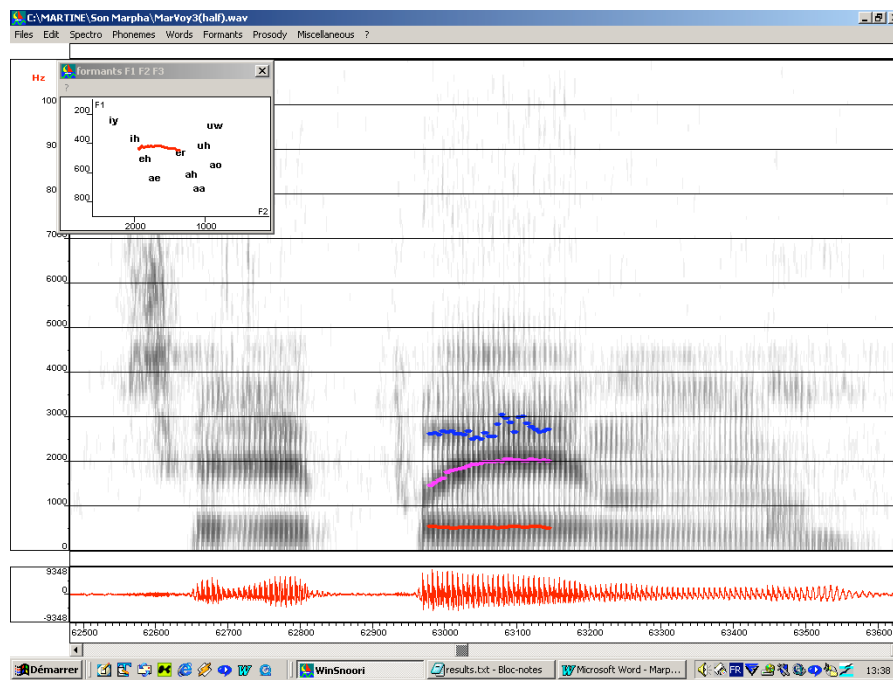 C:\MARTINE\Son Marpha\MarVoy3(half).wav
Files Edit Spectro Phonemes Words Formants Prosody Miscellaneous ?
Hz
formants F1 F2 F3
?
F1
200
400
600
800
iy
uw
ih
uh
er
eh
ao
ae
ah
aa
2000 1000
F2
100
90
80
7000
6000
5000
4000
3000
2000
1000
0
9348
0
-9348
62500 62600 62700 62800 62900 63000 63100 63200 63300 63400 63500 63600
Démarrer WinSnoori results.txt - Bloc-notes Microsoft Word - Marp... FR 13:38